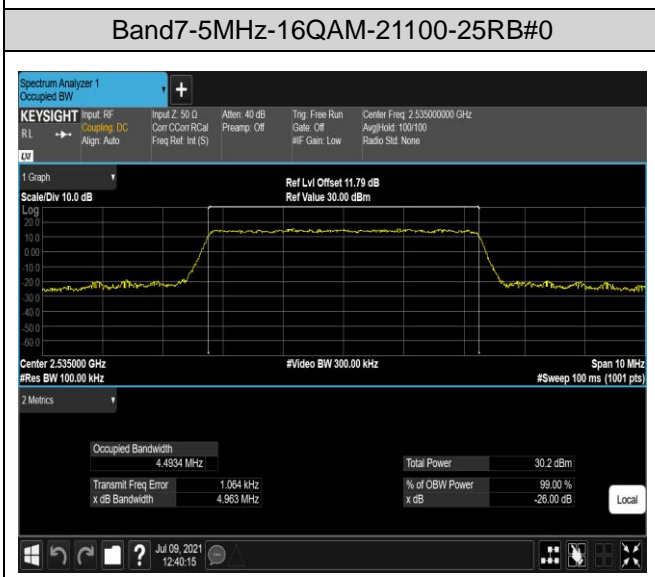 Band7-5MHz-16QAM-21100-25RB#0
Spectrum Analyzer 1
Occupied BW
+
KEYSIGHT Input: RF Input Z: 50 Ω Atten: 40 dB Trig: Free Run Center Freq: 2.535000000 GHz
R L Coupling: DC Corr CCorr RCal Preamp: Off Gate: Off Avg|Hold: 100/100
Align: Auto Freq Ref: Int (S) #IF Gain: Low Radio Std: None
LXI
1 Graph Ref Lvl Offset 11.79 dB
Scale/Div 10.0 dB Ref Value 30.00 dBm
Log
20.0
10.0
0.00
-10.0
-20.0
-30.0
-40.0
-50.0
-60.0
Center 2.535000 GHz #Video BW 300.00 kHz Span 10 MHz
#Res BW 100.00 kHz #Sweep 100 ms (1001 pts)
2 Metrics
Occupied Bandwidth
4.4934 MHz Total Power 30.2 dBm
Transmit Freq Error 1.064 kHz % of OBW Power 99.00 %
x dB Bandwidth 4.963 MHz x dB -26.00 dB
Local
? Jul 09, 2021
12:40:15